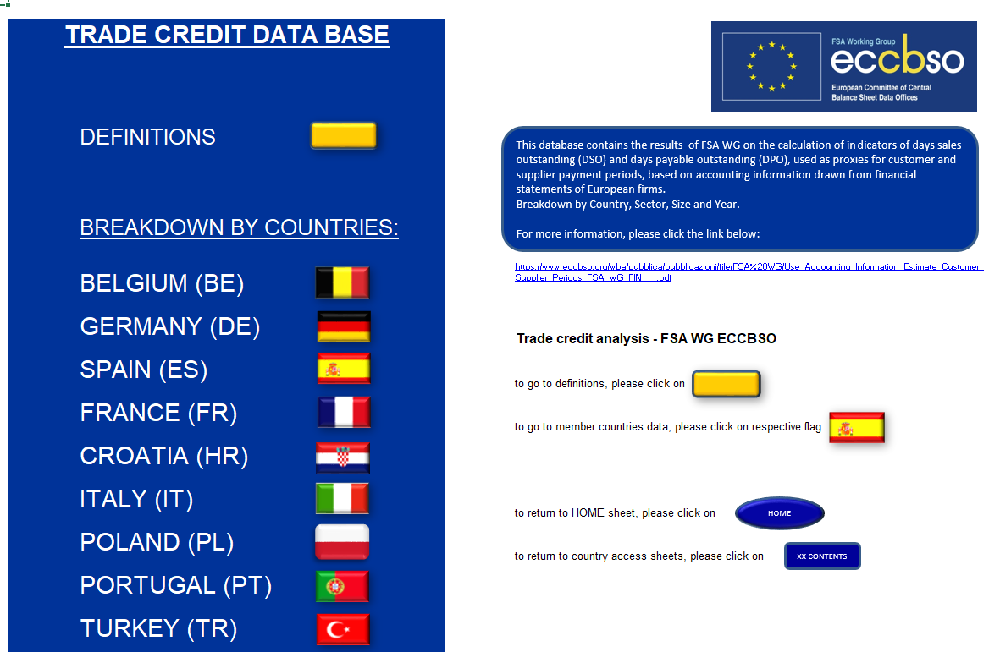 TRADE CREDIT DATA BASE
DEFINITIONS
BREAKDOWN BY COUNTRIES:
BELGIUM (BE)
GERMANY (DE)
SPAIN (ES)
FRANCE (FR)
CROATIA (HR)
ITALY (IT)
POLAND (PL)
PORTUGAL (PT)
TURKEY (TR)
FSA Working Group
eccbso
European Committee of Central
Balance Sheet Data Offices
This database contains the results of FSA WG on the calculation of indicators of days sales
outstanding (DSO) and days payable outstanding (DPO), used as proxies for customer and
supplier payment periods, based on accounting information drawn from financial
statements of European firms.
Breakdown by Country, Sector, Size and Year.
For more information, please click the link below:
https://www.eccbso.org/wba/pubblica/pubblicazioni/file/FSA%20WG/Use_Accounting_Information_Estimate_Customer_
Supplier_Periods_FSA_WG_FIN___.pdf
Trade credit analysis - FSA WG ECCBSO
to go to definitions, please click on
to go to member countries data, please click on respective flag
to return to HOME sheet, please click on
HOME
to return to country access sheets, please click on
XX CONTENTS